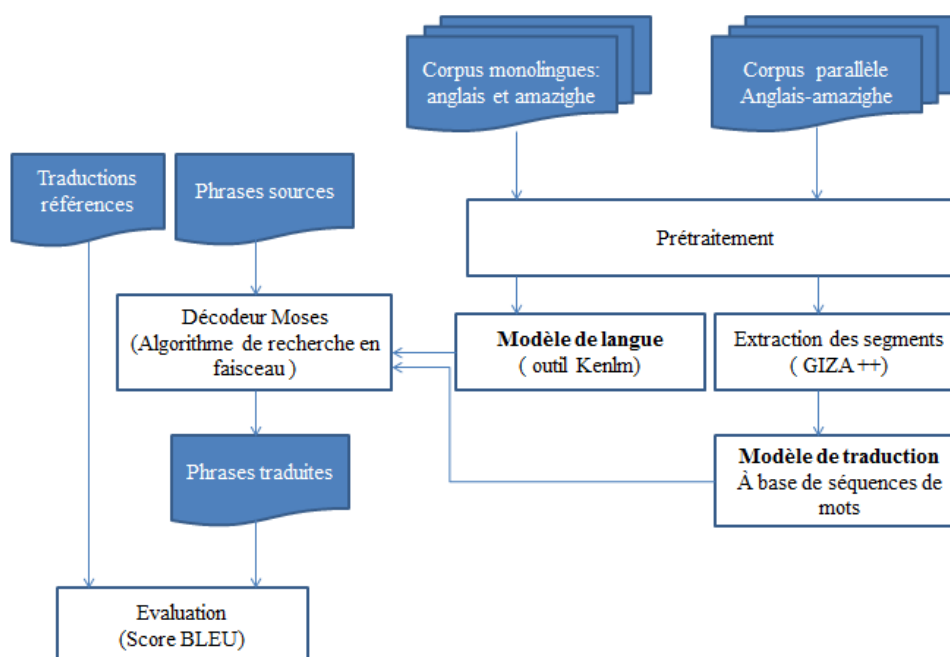 Corpus monolingues:
anglais et amazighe
Corpus parallèle
Anglais-amazighe
Traductions
références
Phrases sources
Prétraitement
Décodeur Moses
(Algorithme de recherche en
faisceau )
Modèle de langue
( outil Kenlm)
Extraction des segments
( GIZA ++)
Phrases traduites
Modèle de traduction
À base de séquences de
mots
Evaluation
(Score BLEU)